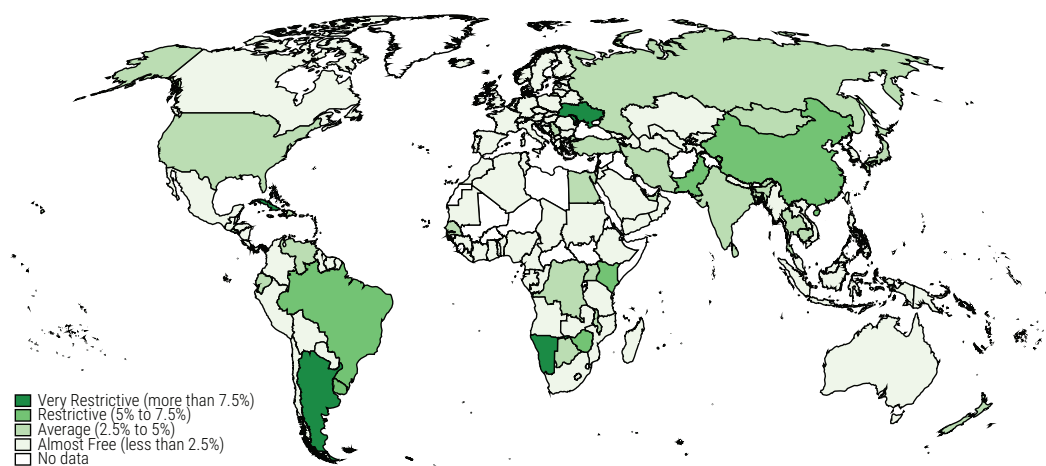 Very Restrictive (more than 7.5%)
Restrictive (5% to 7.5%)
Average (2.5% to 5%)
Almost Free (less than 2.5%)
No data